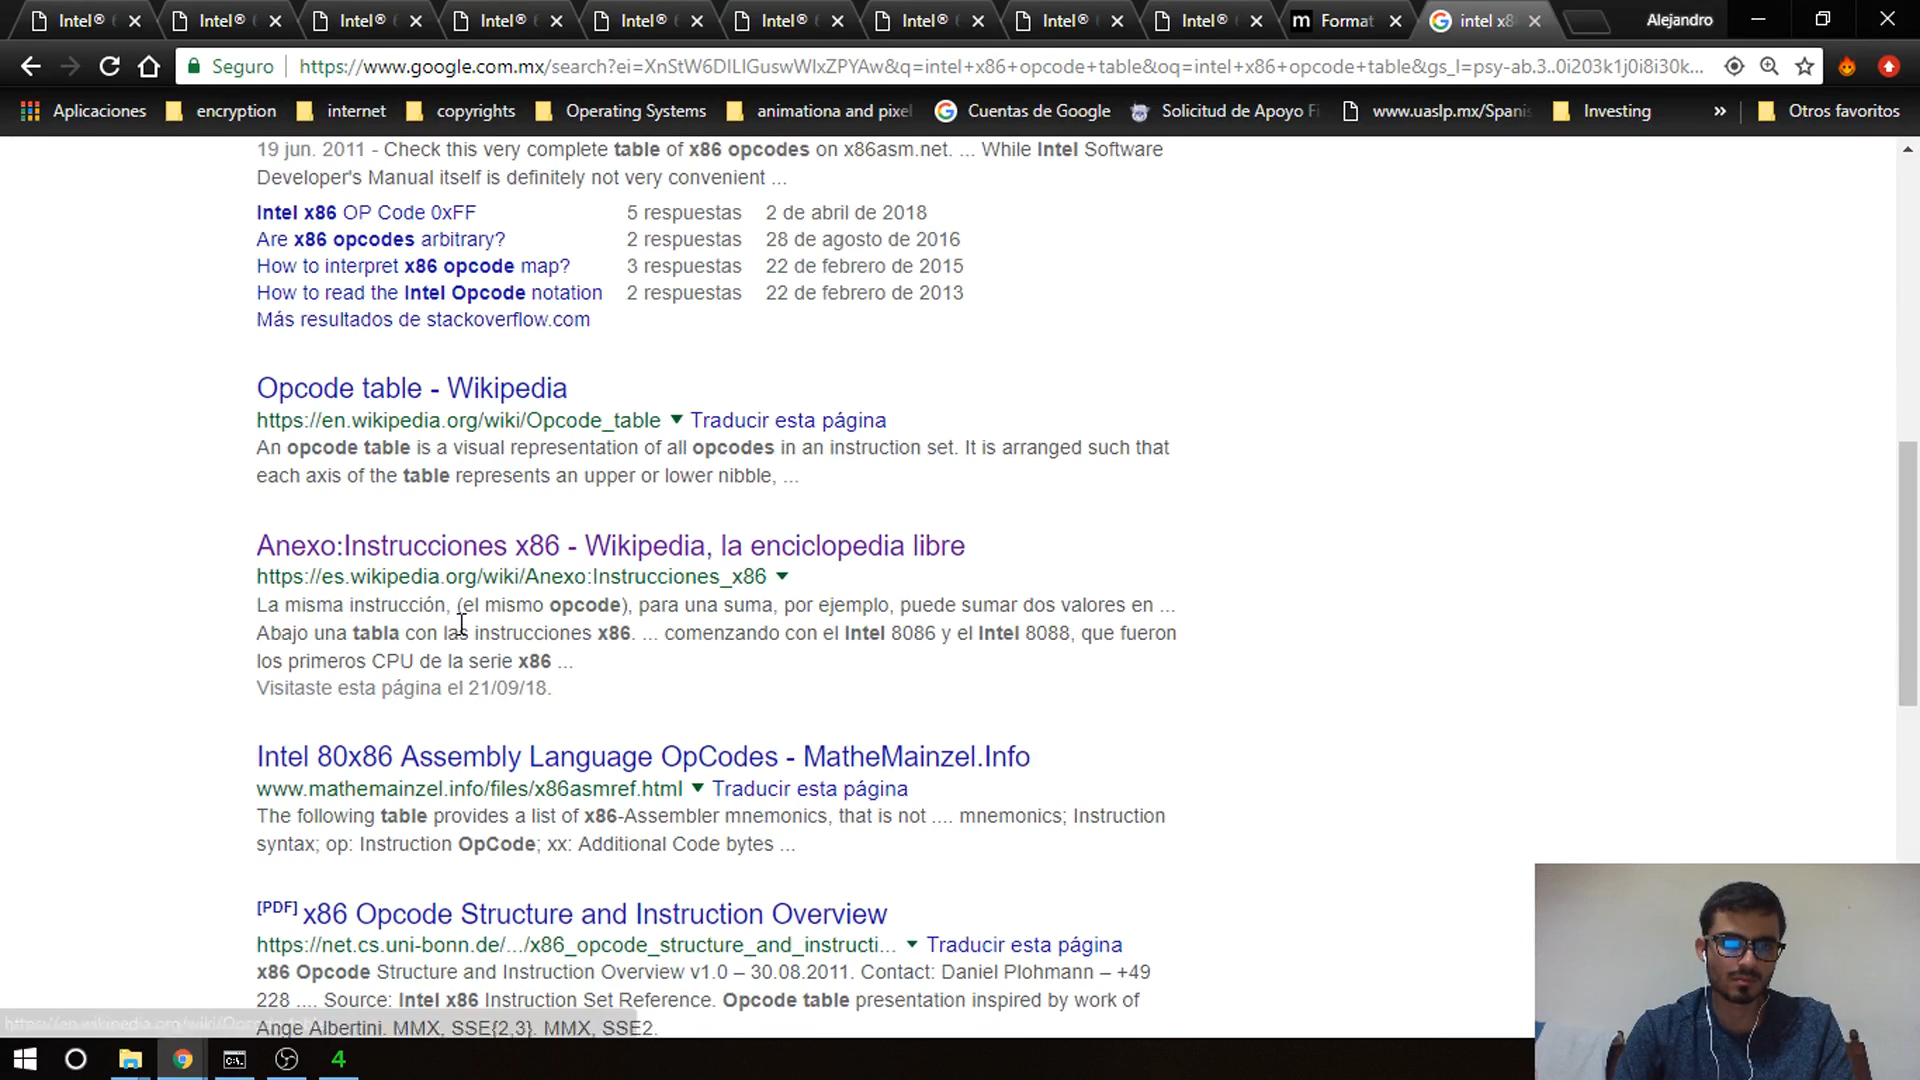 Intel® Intel® Intel® Intel® Intel® Intel® Intel® Intel® Intel® m Format intel x8 Alejandro
Seguro https://www.google.com.mx/search?ei=XnStW6DILIGuswWIxZPYAw&q=intel+x86+opcode+table&oq=intel+x86+opcode+table&gs_l=psy-ab.3..0i203k1j0i8i30k...
Aplicaciones encryption internet copyrights Operating Systems animationa and pixel Cuentas de Google Solicitud de Apoyo Fi www.uaslp.mx/Spanis Investing » Otros favoritos
19 jun. 2011 - Check this very complete table of x86 opcodes on x86asm.net. ... While Intel Software
Developer's Manual itself is definitely not very convenient ...
Intel x86 OP Code 0xFF 5 respuestas 2 de abril de 2018
Are x86 opcodes arbitrary? 2 respuestas 28 de agosto de 2016
How to interpret x86 opcode map? 3 respuestas 22 de febrero de 2015
How to read the Intel Opcode notation 2 respuestas 22 de febrero de 2013
Más resultados de stackoverflow.com
Opcode table - Wikipedia
https://en.wikipedia.org/wiki/Opcode_table Traducir esta página
An opcode table is a visual representation of all opcodes in an instruction set. It is arranged such that
each axis of the table represents an upper or lower nibble, ...
Anexo:Instrucciones x86 - Wikipedia, la enciclopedia libre
https://es.wikipedia.org/wiki/Anexo:Instrucciones_x86
La misma instrucción, (el mismo opcode), para una suma, por ejemplo, puede sumar dos valores en ...
Abajo una tabla con las instrucciones x86. ... comenzando con el Intel 8086 y el Intel 8088, que fueron
los primeros CPU de la serie x86 ...
Visitaste esta página el 21/09/18.
Intel 80x86 Assembly Language OpCodes - MatheMainzel.Info
www.mathemainzel.info/files/x86asmref.html Traducir esta página
The following table provides a list of x86-Assembler mnemonics, that is not .... mnemonics; Instruction
syntax; op: Instruction OpCode; xx: Additional Code bytes ...
[PDF] x86 Opcode Structure and Instruction Overview
https://net.cs.uni-bonn.de/.../x86_opcode_structure_and_instructi... Traducir esta página
x86 Opcode Structure and Instruction Overview v1.0 – 30.08.2011. Contact: Daniel Plohmann – +49
228 .... Source: Intel x86 Instruction Set Reference. Opcode table presentation inspired by work of
Ange Albertini. MMX, SSE{2,3}. MMX, SSE2.
4